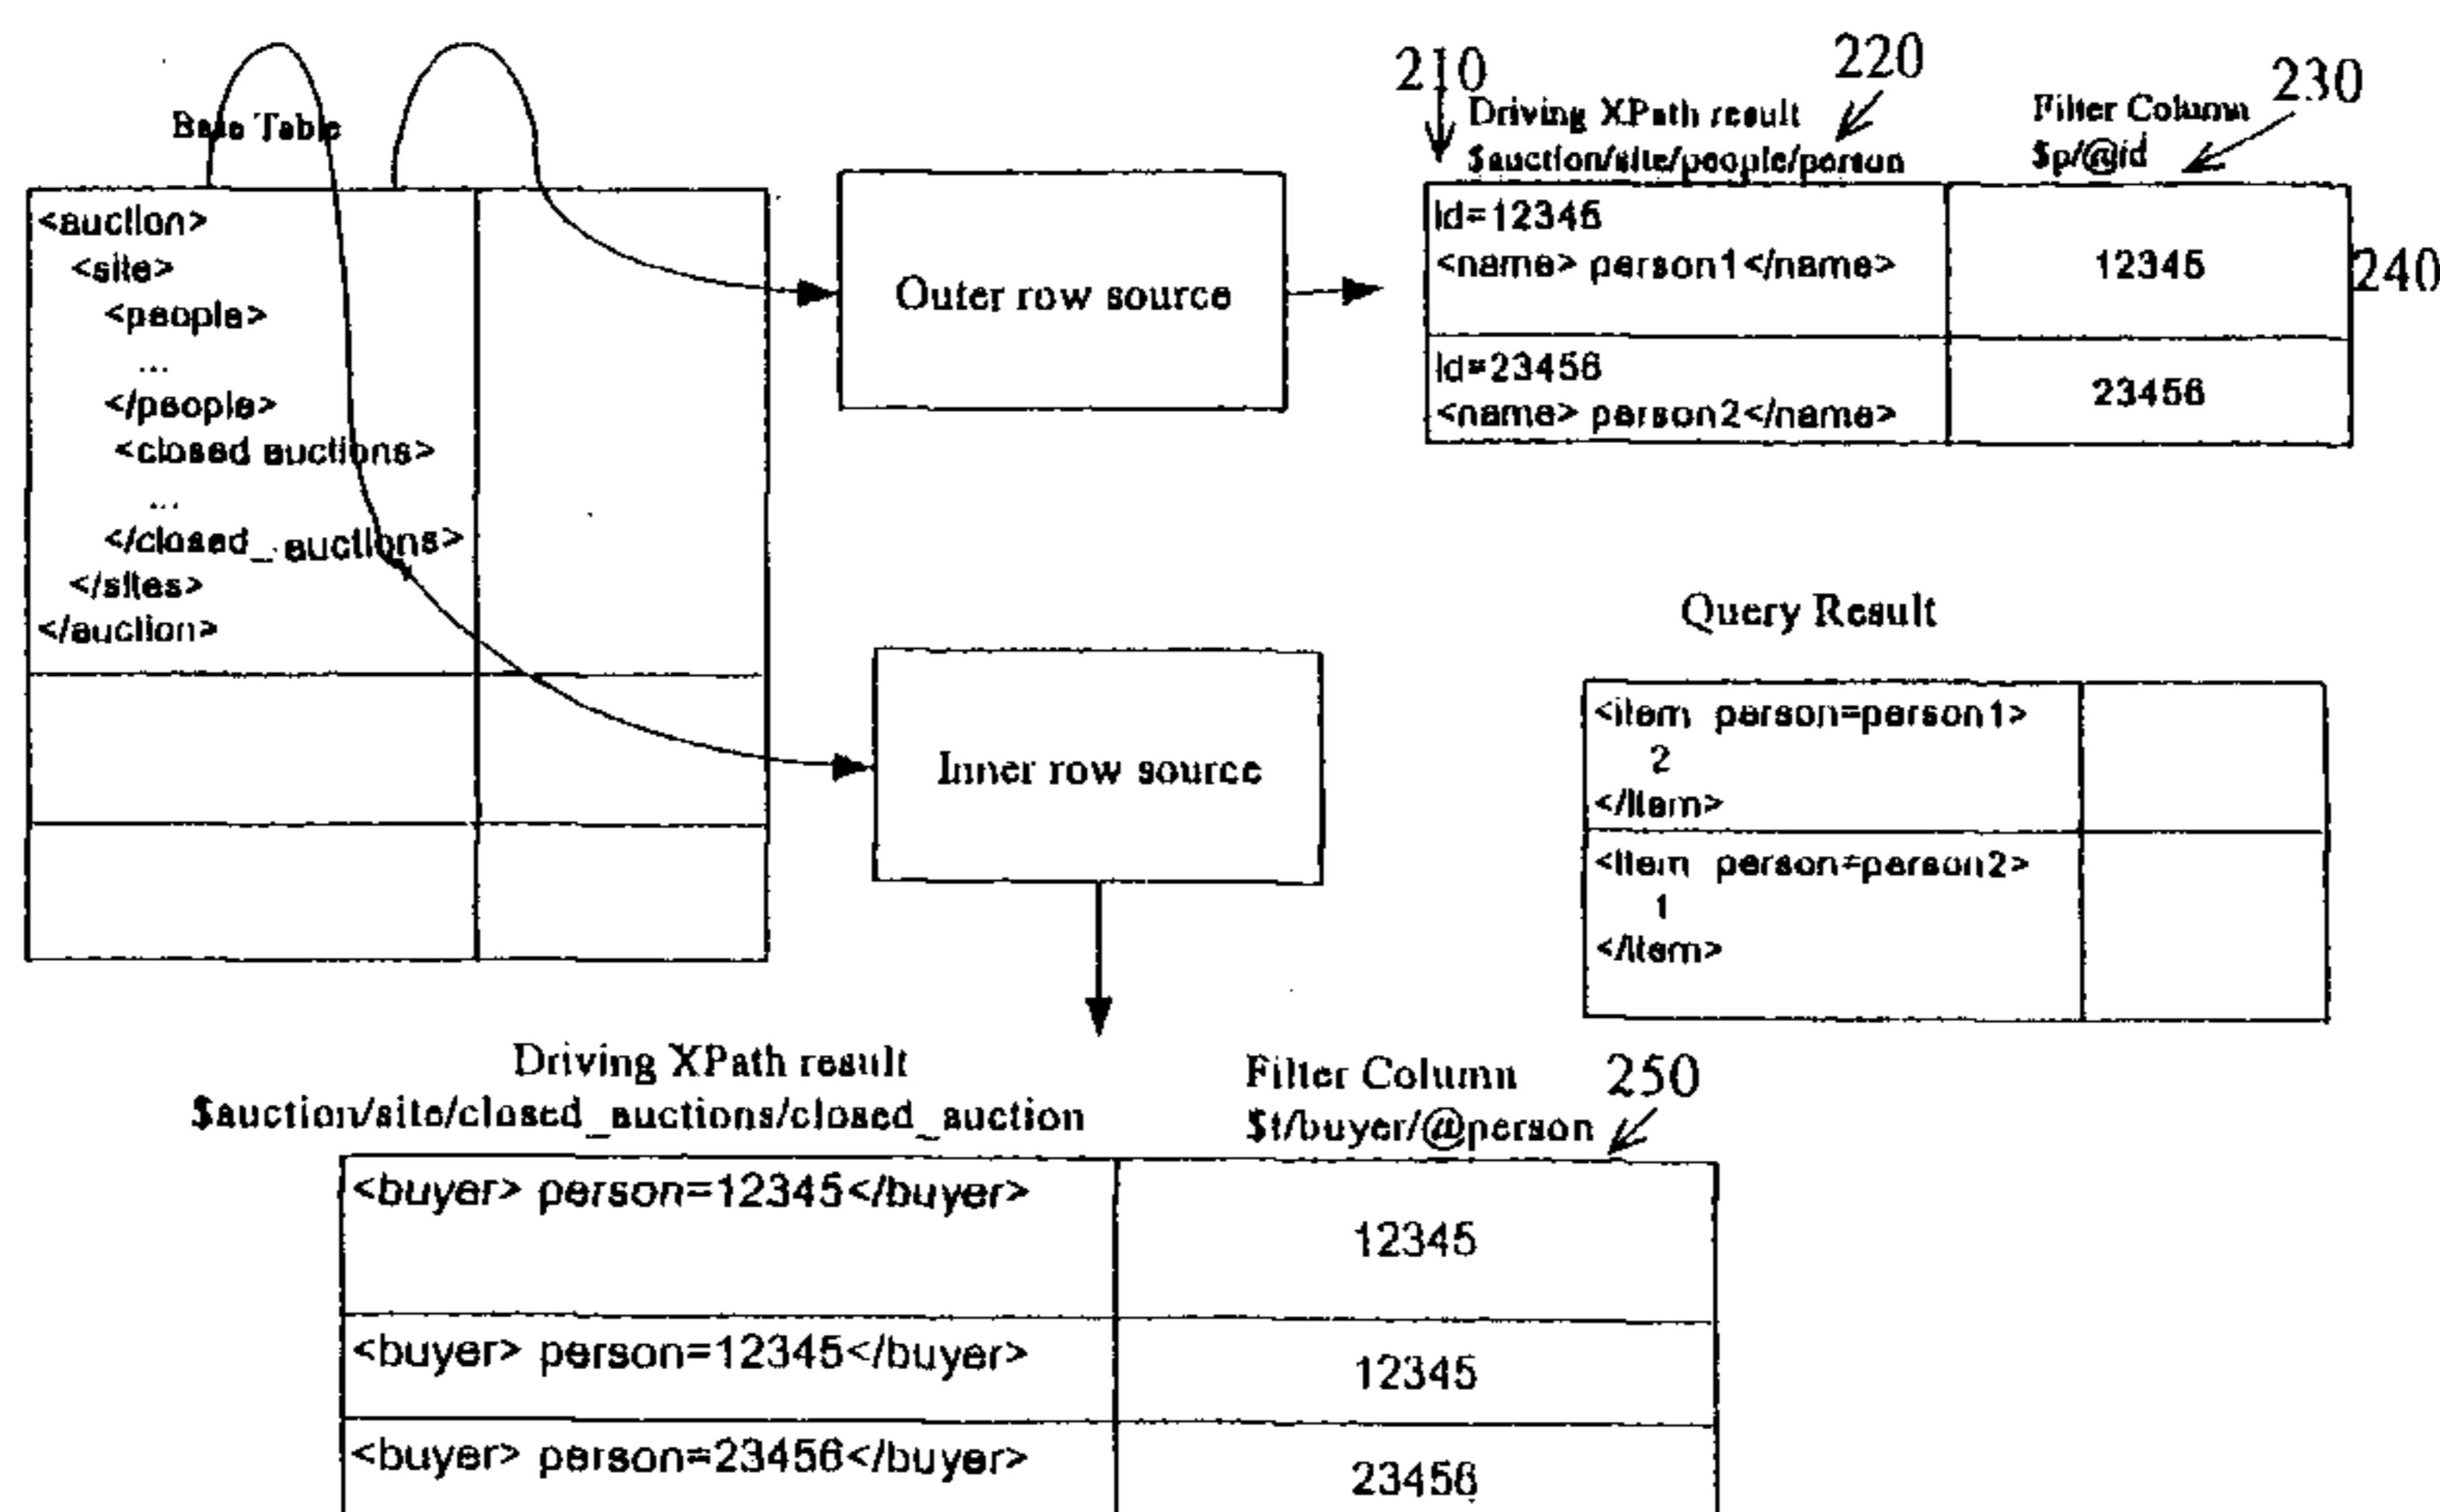 Base Table
<auction>
<site>
<people>
...
</people>
<closed auctions>
...
</closed_ auctions>
</sites>
</auction>
Outer row source
210
220
230
Driving XPath result
$auction/site/people/person
Filter Column
$p/@id
Id=12345
<name> person1</name>
12345
240
Id=23456
<name> person2</name>
23456
Inner row source
Query Result
<item person=person1>
2
</item>
<item person=person2>
1
</item>
Driving XPath result
$auction/site/closed_auctions/closed_auction
Filter Column
$t/buyer/@person
250
<buyer> person=12345</buyer>
12345
<buyer> person=12345</buyer>
12345
<buyer> person=23456</buyer>
23456